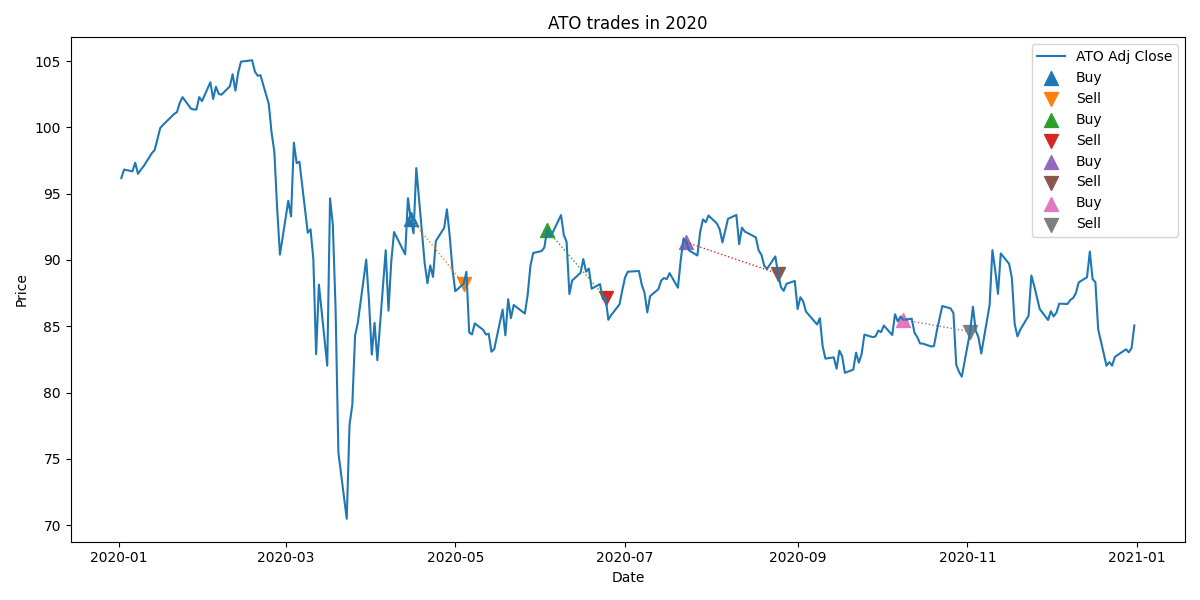 ATO trades in 2020
Price
105
100
95
90
85
80
75
70
2020-01
2020-03
2020-05
2020-07
2020-09
2020-11
2021-01
Date
ATO Adj Close
Buy
Sell
Buy
Sell
Buy
Sell
Buy
Sell